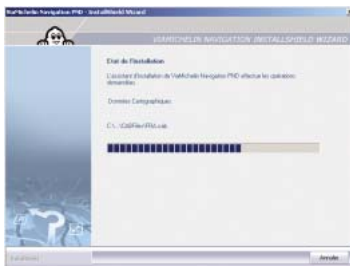 ViaMichelin Navigation PND - InstallShield Wizard
VIAMICHELIN NAVIGATION INSTALLSHIELD WIZARD
Etat de l'installation
L'assistant d'installation de ViaMichelin Navigation PND effectue les opérations
demandées
Données Cartographiques
InstallShield
Annuler